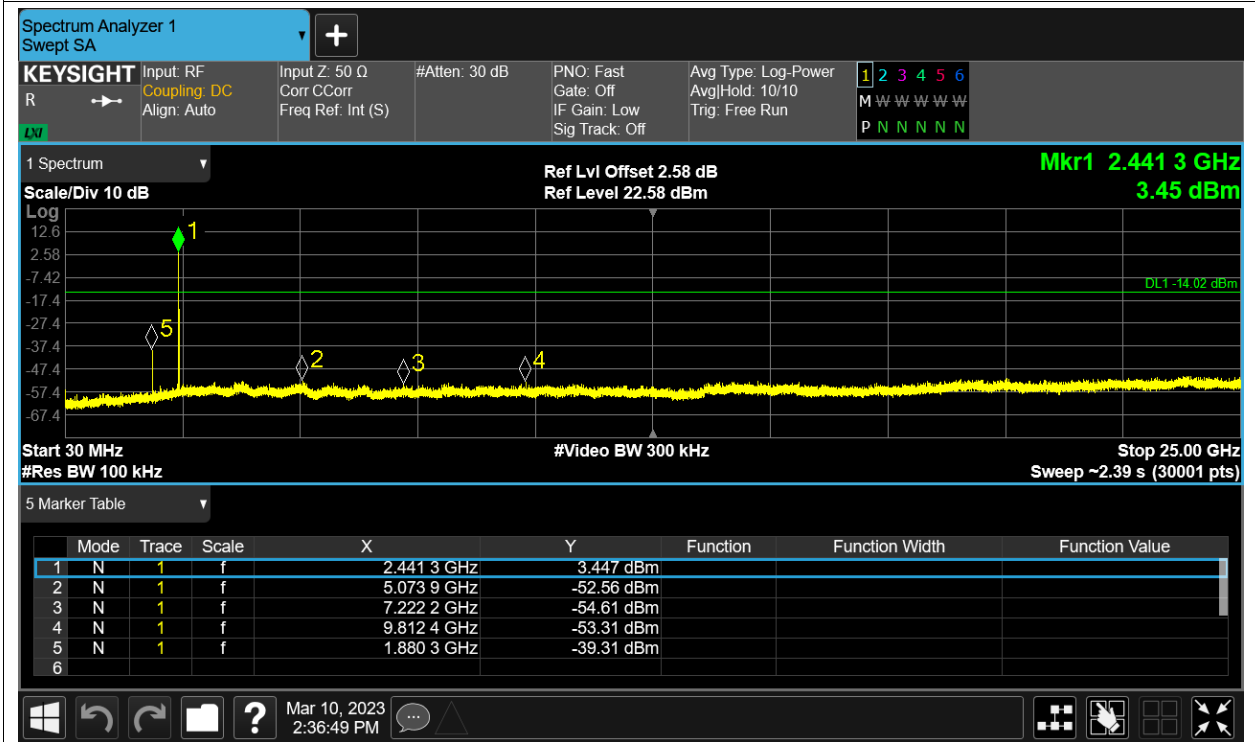 Spectrum Analyzer 1
Swept SA
+
KEYSIGHT
R
LXI
Input: RF
Coupling: DC
Align: Auto
Input Z: 50 Ω
Corr CCorr
Freq Ref: Int (S)
#Atten: 30 dB
PNO: Fast
Gate: Off
IF Gain: Low
Sig Track: Off
Avg Type: Log-Power
Avg|Hold: 10/10
Trig: Free Run
1 2 3 4 5 6
M W W W W W
P N N N N N
1 Spectrum
Scale/Div 10 dB
Ref Lvl Offset 2.58 dB
Ref Level 22.58 dBm
Mkr1 2.441 3 GHz
3.45 dBm
Log
12.6
2.58
-7.42
-17.4
-27.4
-37.4
-47.4
-57.4
-67.4
1
5
2
3
4
DL1 -14.02 dBm
Start 30 MHz
#Res BW 100 kHz
#Video BW 300 kHz
Stop 25.00 GHz
Sweep ~2.39 s (30001 pts)
5 Marker Table
Mode Trace Scale X Y Function Function Width Function Value
1 N 1 f 2.441 3 GHz 3.447 dBm
2 N 1 f 5.073 9 GHz -52.56 dBm
3 N 1 f 7.222 2 GHz -54.61 dBm
4 N 1 f 9.812 4 GHz -53.31 dBm
5 N 1 f 1.880 3 GHz -39.31 dBm
6
?
Mar 10, 2023
2:36:49 PM